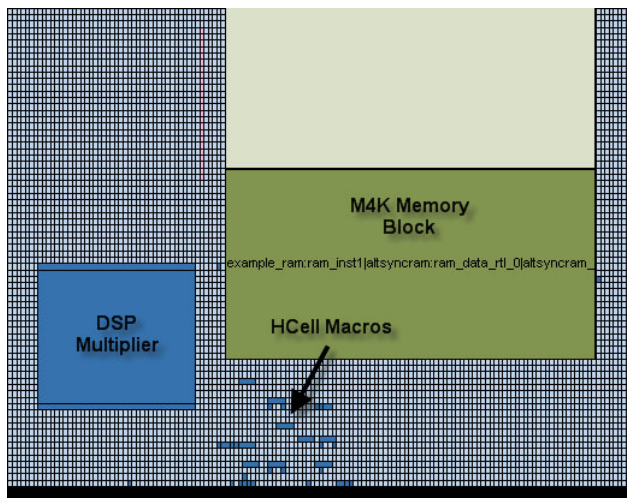 M4K Memory
Block
example_ram:ram_inst1|altsyncram:ram_data_rtl_0|altsyncram_
DSP
Multiplier
HCell Macros